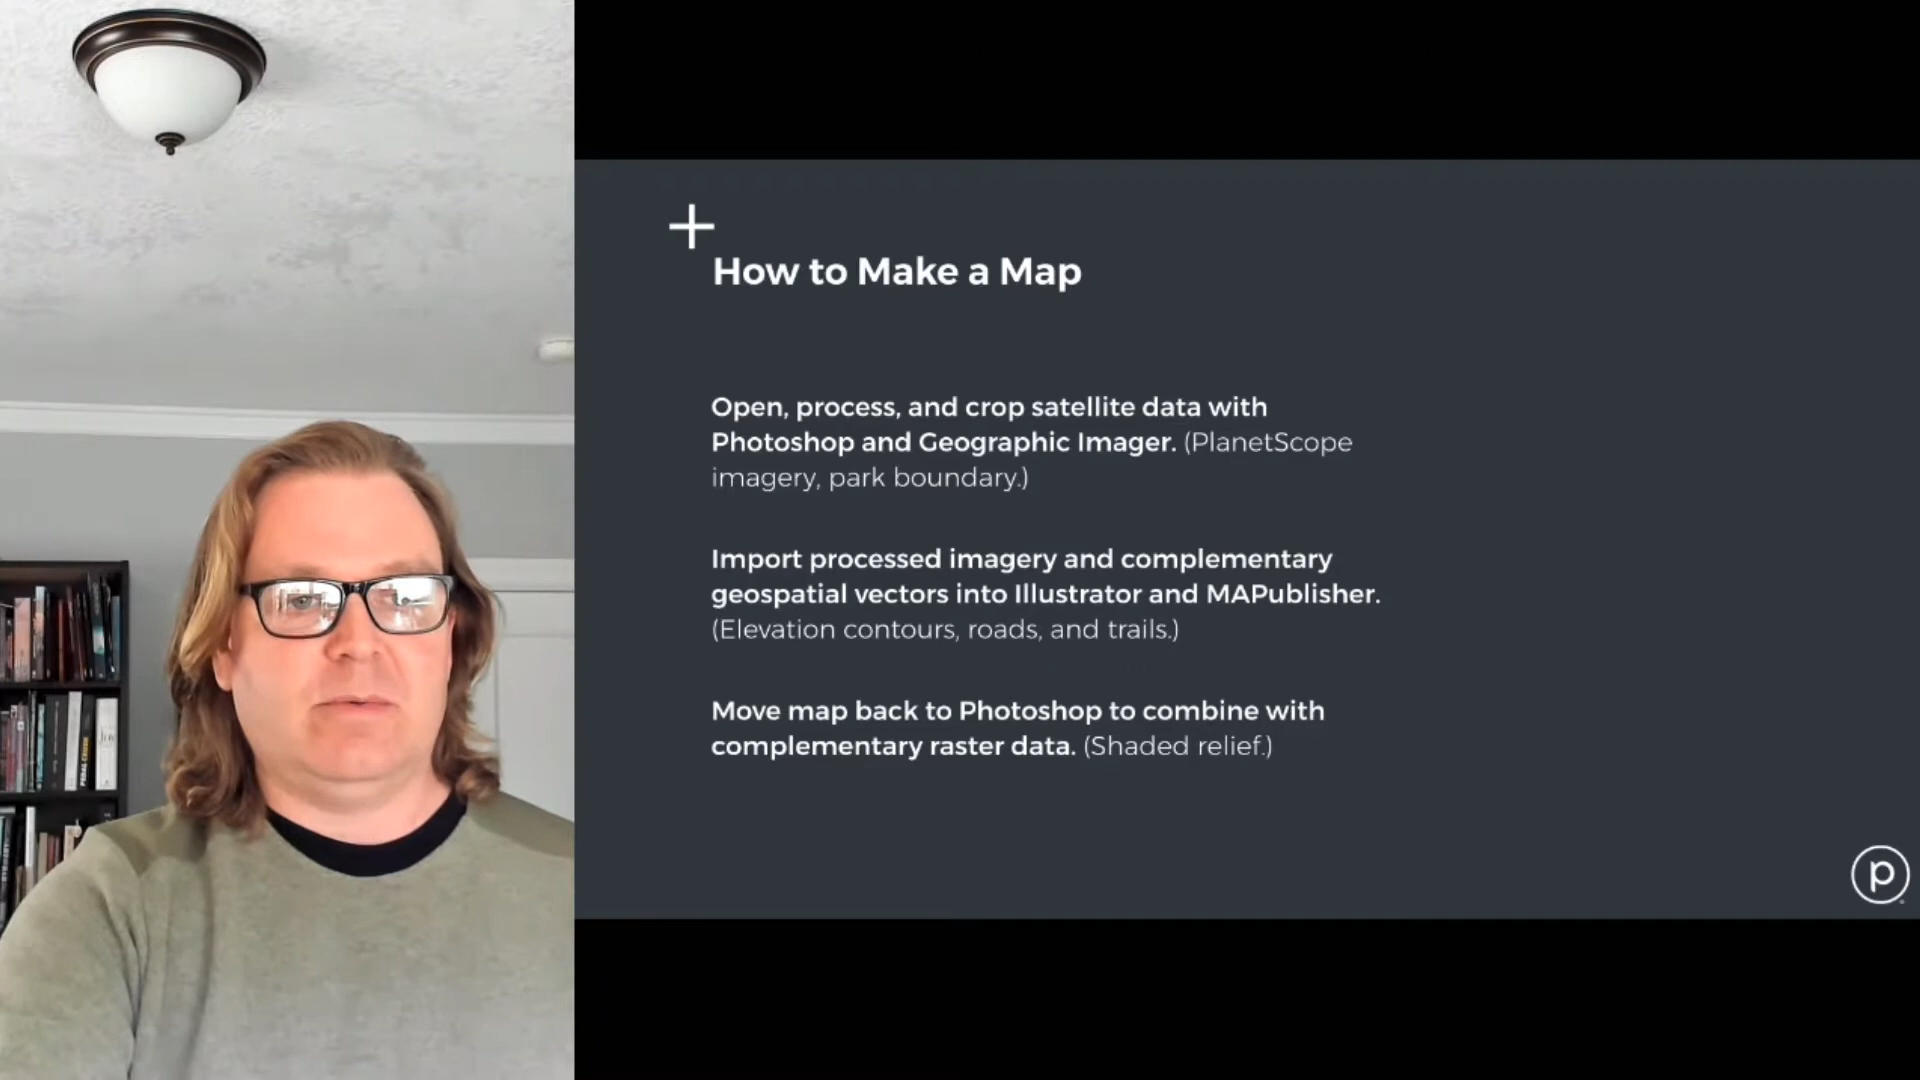 How to Make a Map
Open, process, and crop satellite data with
Photoshop and Geographic Imager. (PlanetScope
imagery, park boundary.)
Import processed imagery and complementary
geospatial vectors into Illustrator and MAPublisher.
(Elevation contours, roads, and trails.)
Move map back to Photoshop to combine with
complementary raster data. (Shaded relief.)
p